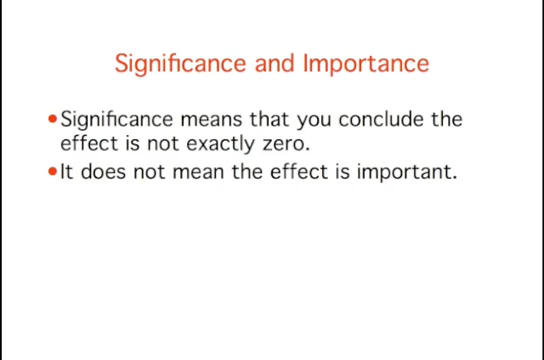 Significance and Importance
•Significance means that you conclude the
effect is not exactly zero.
•It does not mean the effect is important.